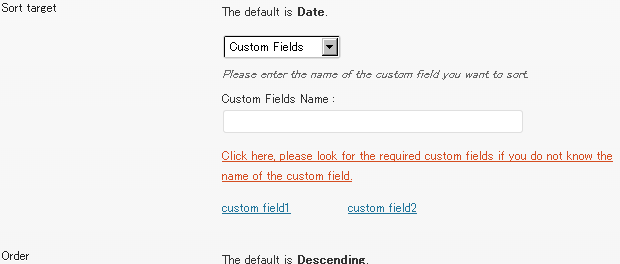 Sort target
The default is Date.
Custom Fields
Please enter the name of the custom field you want to sort.
Custom Fields Name :
Click here, please look for the required custom fields if you do not know the
name of the custom field.
custom field1 custom field2
Order
The default is Descending.